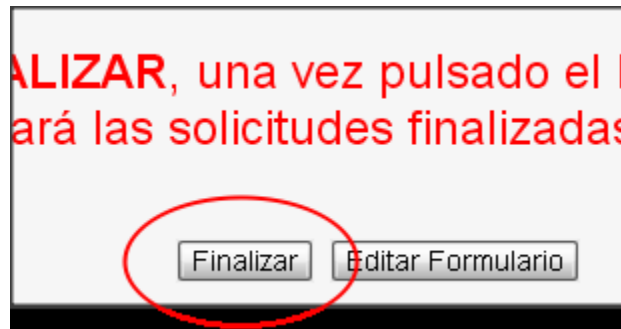 ALIZAR, una vez pulsado el
ará las solicitudes finalizadas
Finalizar Editar Formulario